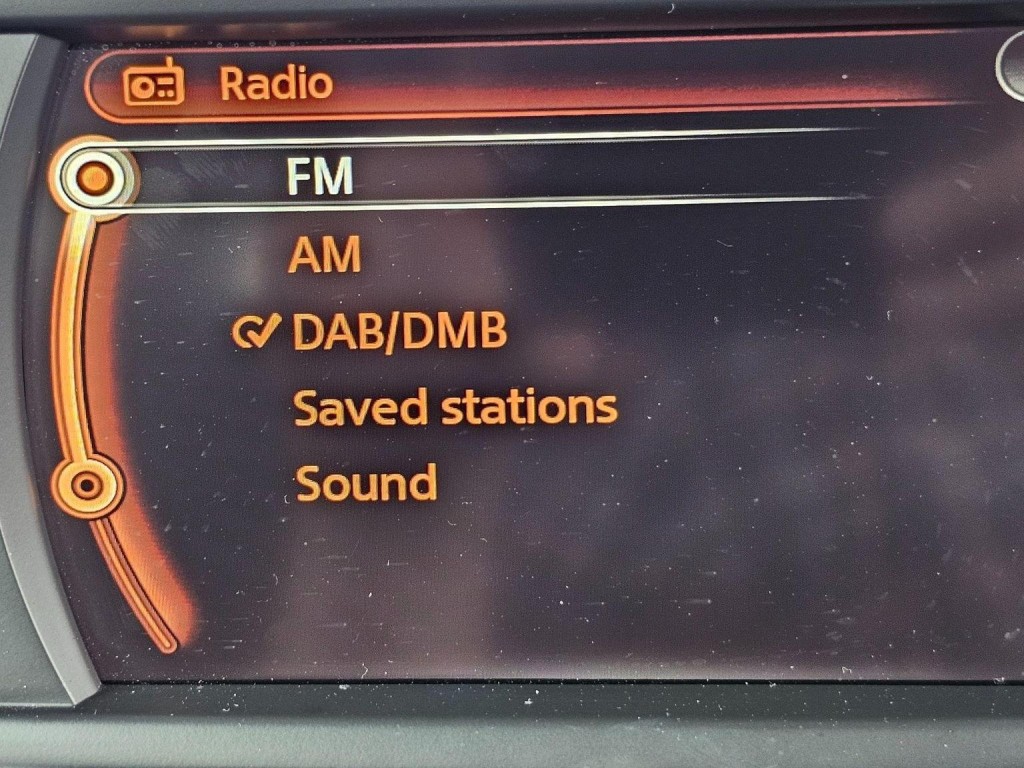 Radio
FM
AM
DAB/DMB
Saved stations
Sound